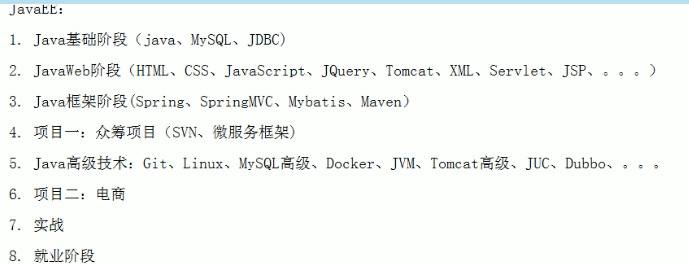 JavaEE:
1. Java基础阶段（java、MySQL、JDBC）
2. JavaWeb阶段（HTML、CSS、JavaScript、JQuery、Tomcat、XML、Servlet、JSP、。。。。）
3. Java框架阶段(Spring、SpringMVC、Mybatis、Maven）
4. 项目一：众筹项目（SVN、微服务框架)
5. Java高级技术：Git、Linux、MySQL高级、Docker、JVM、Tomcat高级、JUC、Dubbo、。。。。
6. 项目二：电商
7. 实战
8. 就业阶段